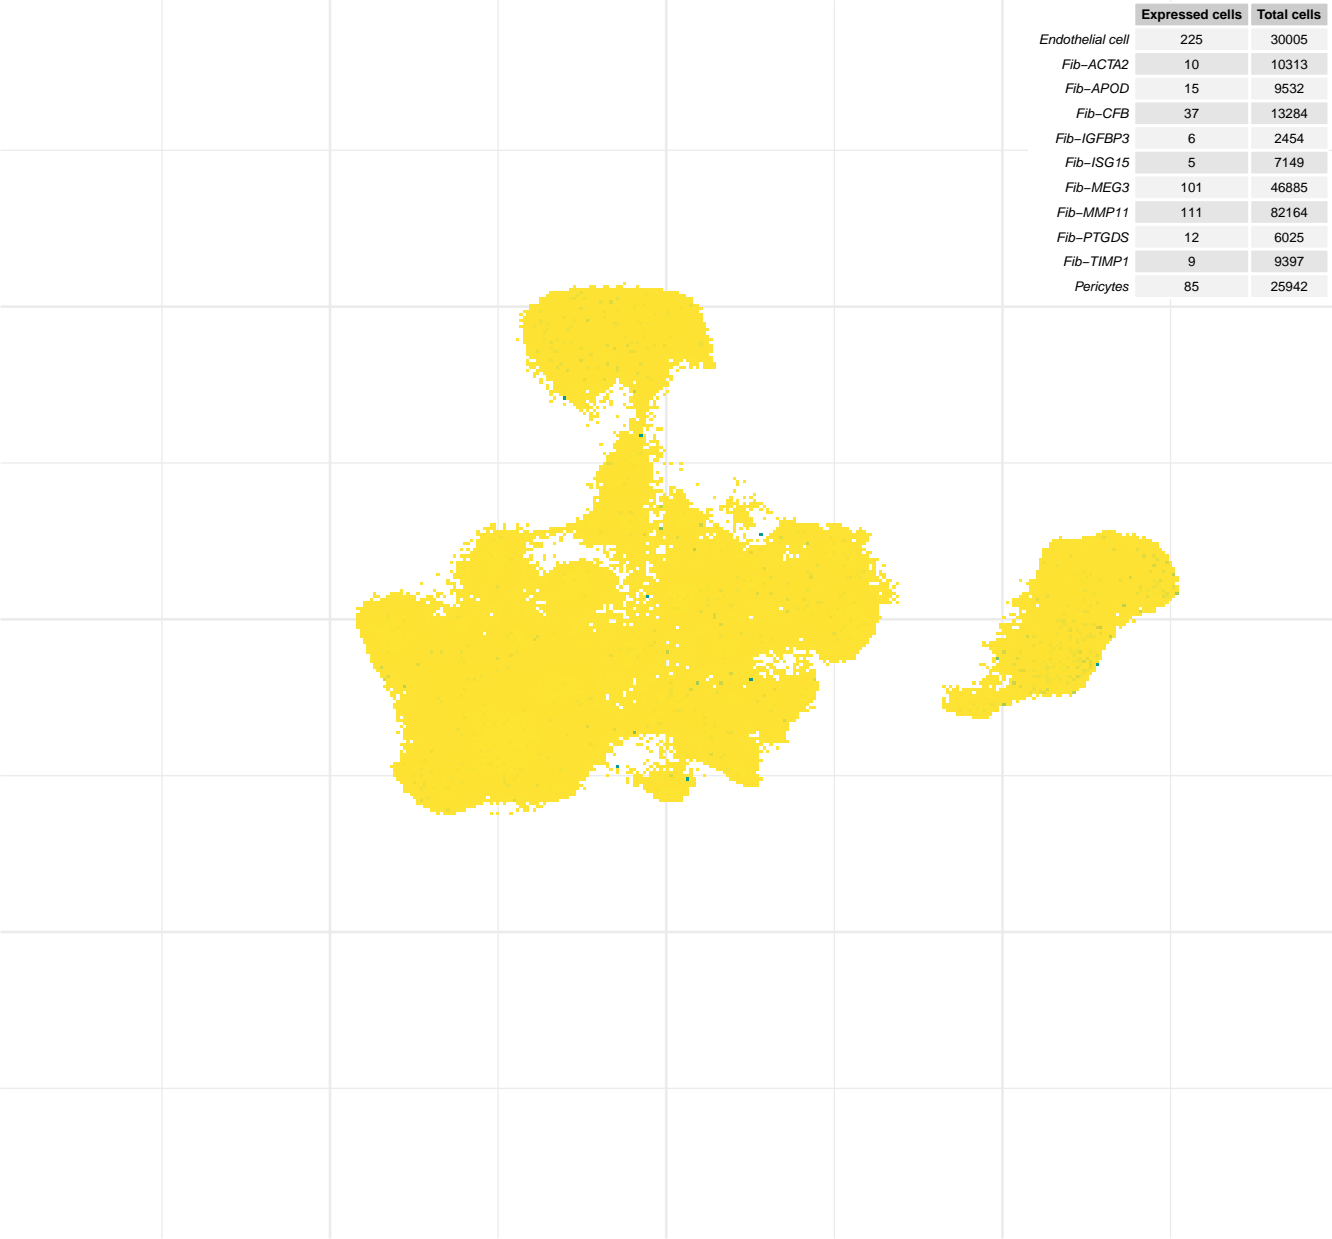 Expressed cells Total cells
Endothelial cell 225 30005
Fib−ACTA2 10 10313
Fib−APOD 15 9532
Fib−CFB 37 13284
Fib−IGFBP3 6 2454
Fib−ISG15 5 7149
Fib−MEG3 101 46885
Fib−MMP11 111 82164
Fib−PTGDS 12 6025
Fib−TIMP1 9 9397
Pericytes 85 25942